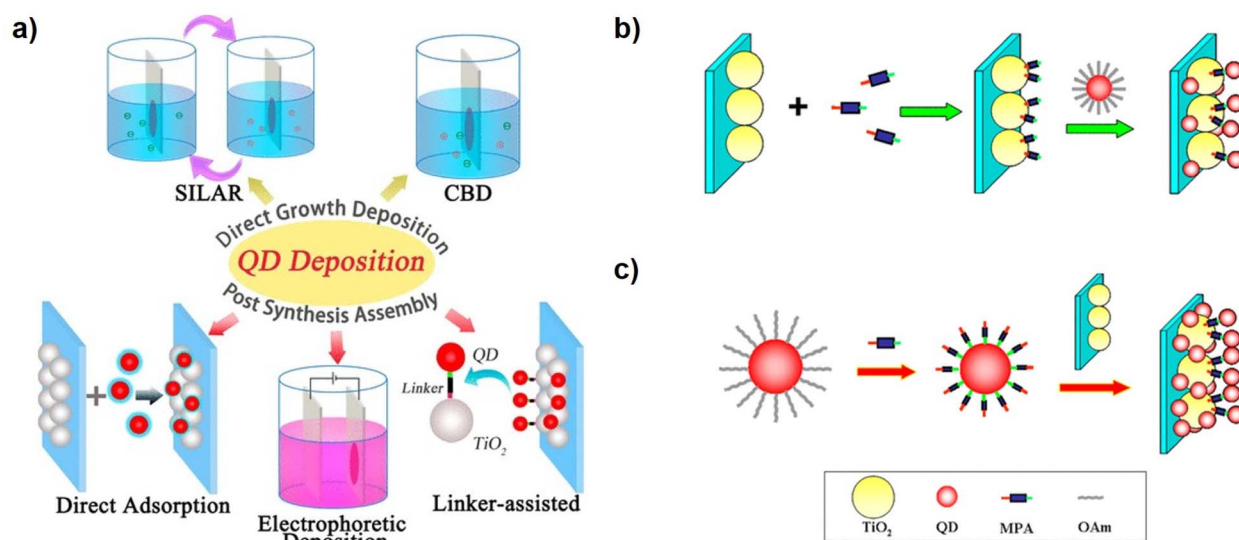 a)
SILAR
CBD
Direct Growth Deposition
QD Deposition
Post Synthesis Assembly
Direct Adsorption
Electrophoretic
Deposition
QD
Linker
TiO₂
Linker-assisted
b)
+
c)
TiO₂
QD
MPA
OAm